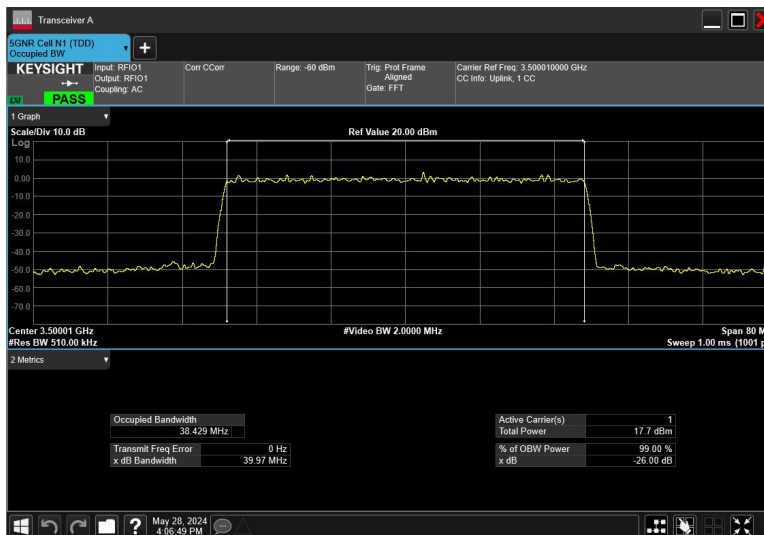 Transceiver A
5GNR Cell N1 (TDD)
Occupied BW
KEYSIGHT
Input: RFIO1
Output: RFIO1
Coupling: AC
Corr CCorr
Range: -60 dBm
Trig: Prot Frame
Aligned
Gate: FFT
Carrier Ref Freq: 3.500010000 GHz
CC Info: Uplink, 1 CC
LXI
PASS
1 Graph
Scale/Div 10.0 dB
Ref Value 20.00 dBm
Log
10.0
0.00
-10.0
-20.0
-30.0
-40.0
-50.0
-60.0
-70.0
Center 3.50001 GHz
#Video BW 2.0000 MHz
Span 80 M
#Res BW 510.00 kHz
Sweep 1.00 ms (1001 p
2 Metrics
Occupied Bandwidth
38.429 MHz
Transmit Freq Error 0 Hz
x dB Bandwidth 39.97 MHz
Active Carrier(s) 1
Total Power 17.7 dBm
% of OBW Power 99.00 %
x dB -26.00 dB
?
May 28, 2024
4:06:49 PM